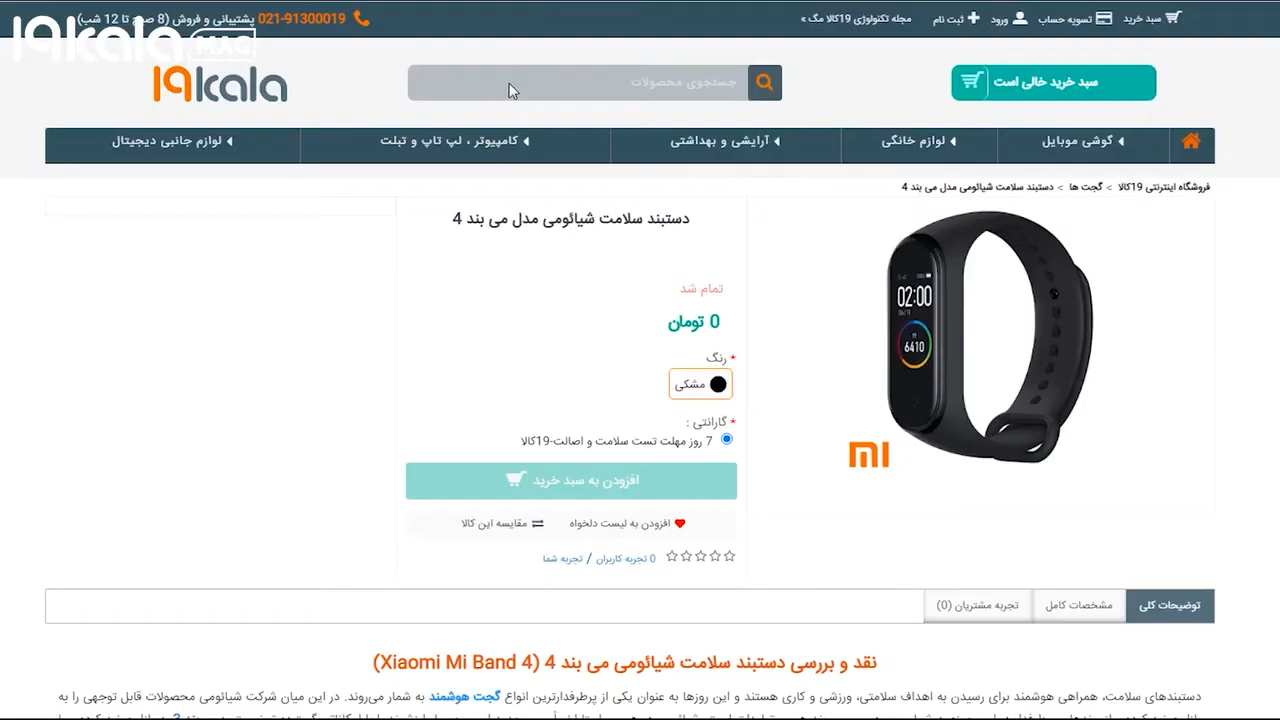 سبد خرید
تسویه حساب
ورود
ثبت نام
مجله تکنولوژی 19کالا مگ »
021-91300019 پشتیبانی و فروش (8 صبح تا 12 شب)
19kala MAG
سبد خرید خالی است
جستجوی محصولات
19kala
گوشی موبایل
لوازم خانگی
آرایشی و بهداشتی
کامپیوتر ، لپ تاپ و تبلت
لوازم جانبی دیجیتال
فروشگاه اینترنتی 19کالا > گجت ها > دستبند سلامت شیائومی مدل می بند 4
02:00
6410
MI
دستبند سلامت شیائومی مدل می بند 4
تمام شد
0 تومان
* رنگ
مشکی
* گارانتی :
7 روز مهلت تست سلامت و اصالت-19کالا
افزودن به سبد خرید
افزودن به لیست دلخواه
مقایسه این کالا
0 تجربه کاربران / تجربه شما
توضیحات کلی
مشخصات کامل
تجربه مشتریان (0)
نقد و بررسی دستبند سلامت شیائومی می بند 4 (Xiaomi Mi Band 4)
دستبندهای سلامت، همراهی هوشمند برای رسیدن به اهداف سلامتی، ورزشی و کاری هستند و این روزها به عنوان یکی از پرطرفدارترین انواع گجت هوشمند به شمار می‌روند. در این میان شرکت شیائومی محصولات قابل توجهی را به